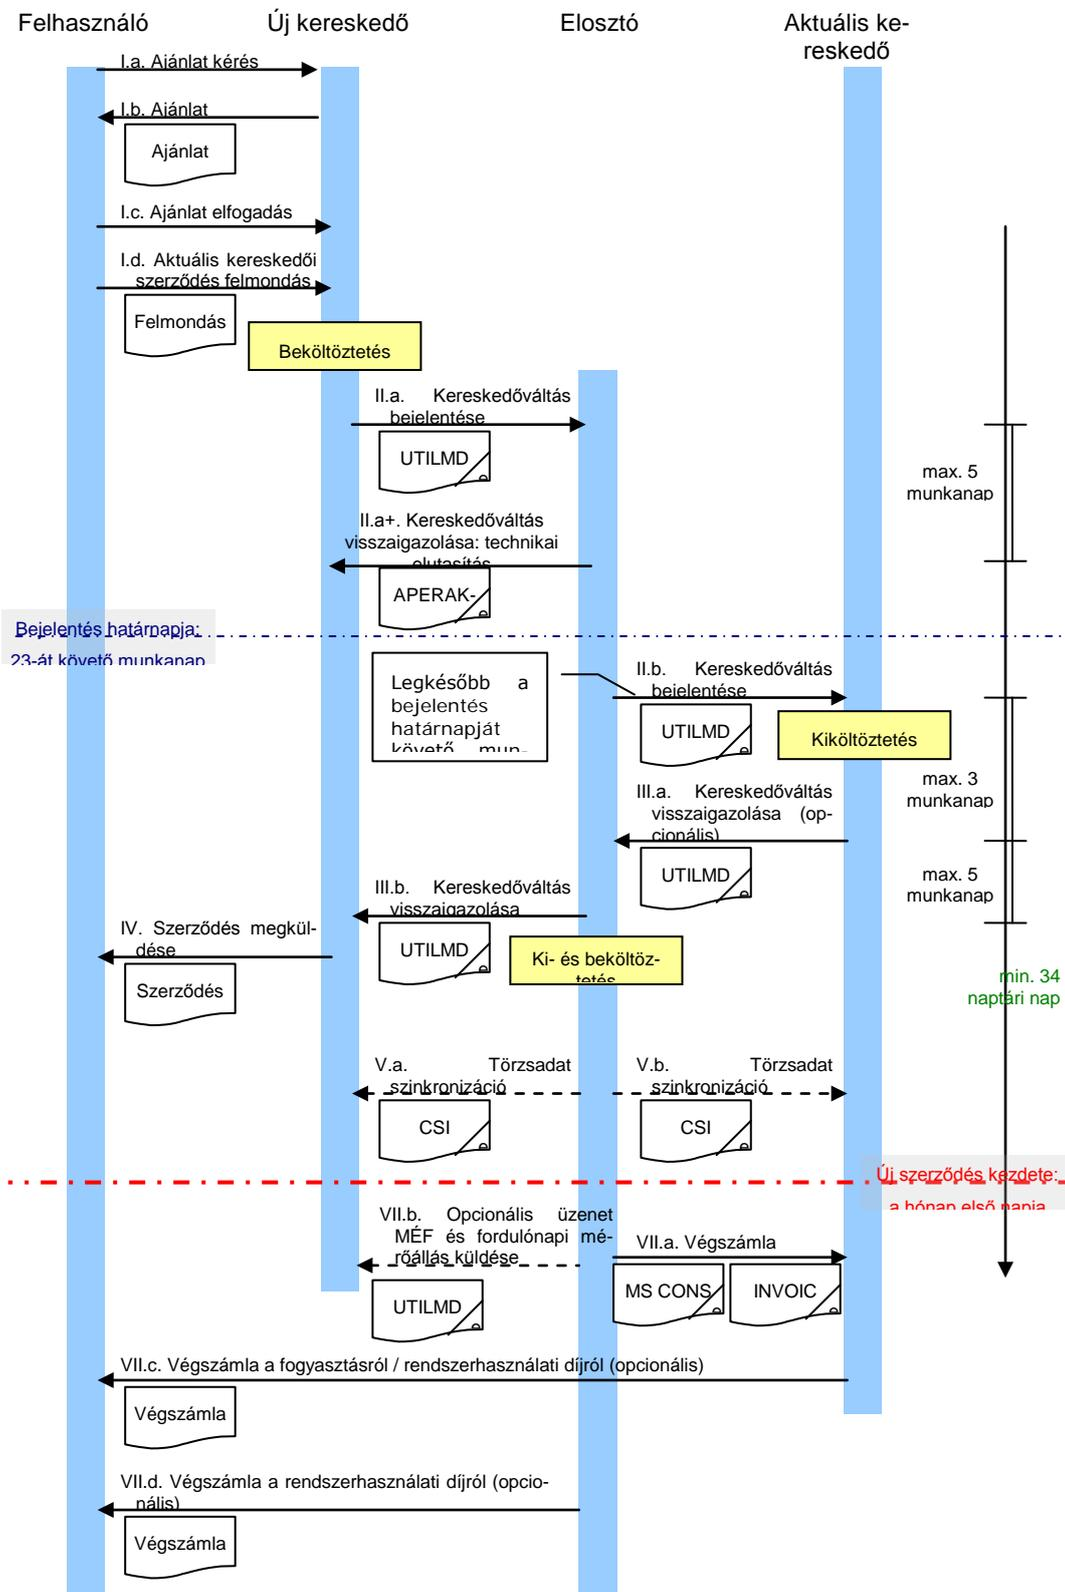 Felhasználó
Új kereskedő
Elosztó
Aktuális ke-
reskedő
I.a. Ajánlat kérés
I.b. Ajánlat
Ajánlat
I.c. Ajánlat elfogadás
I.d. Aktuális kereskedői
szerződés felmondás
Felmondás
Beköltöztetés
II.a. Kereskedőváltás
bejelentése
UTILMD
max. 5
munkanap
II.a+. Kereskedőváltás
visszaigazolása: technikai
elutasítás
APERAK-
Bejelentés határnapja:
23-át követő munkanap
Legkésőbb a
bejelentés
határnapját
követő mun-
II.b. Kereskedőváltás
bejelentése
UTILMD
Kiköltöztetés
max. 3
munkanap
III.a. Kereskedőváltás
visszaigazolása (op-
cionális)
UTILMD
max. 5
munkanap
III.b. Kereskedőváltás
visszaigazolása
UTILMD
Ki- és beköltöz-
tetés
IV. Szerződés megkül-
dése
Szerződés
min. 34
naptári nap
V.a. Törzsadat
szinkronizáció
CSI
V.b. Törzsadat
szinkronizáció
CSI
Új szerződés kezdete:
a hónap első napja
VII.b. Opcionális üzenet
MÉF és fordulónapi mé-
rőállás küldése
UTILMD
VII.a. Végszámla
MS CONS
INVOIC
VII.c. Végszámla a fogyasztásról / rendszerhasználati díjról (opcionális)
Végszámla
VII.d. Végszámla a rendszerhasználati díjról (opcio-
nális)
Végszámla